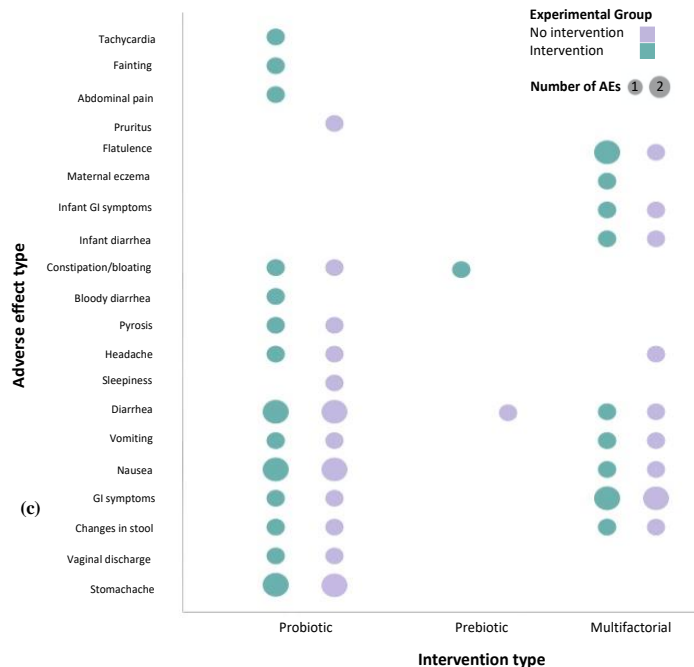 Experimental Group
No intervention
Intervention
Number of AEs 1 2
Adverse effect type
Tachycardia
Fainting
Abdominal pain
Pruritus
Flatulence
Maternal eczema
Infant GI symptoms
Infant diarrhea
Constipation/bloating
Bloody diarrhea
Pyrosis
Headache
Sleepiness
Diarrhea
Vomiting
Nausea
GI symptoms
(c)
Changes in stool
Vaginal discharge
Stomachache
Probiotic Prebiotic Multifactorial
Intervention type